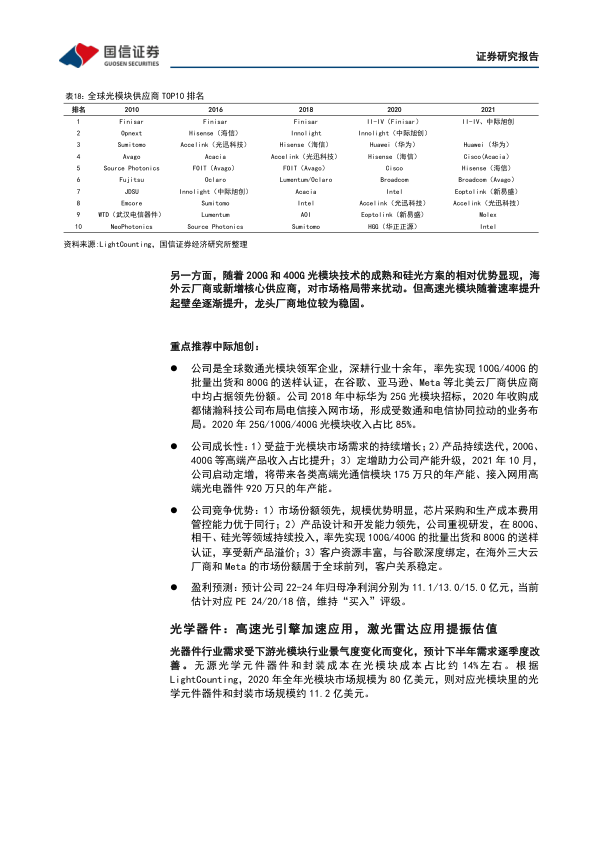 国信证券
GUOSEN SECURITIES
证券研究报告
表18：全球光模块供应商 TOP10 排名
排名 2010 2016 2018 2020 2021
1 Finisar Finisar Finisar II-IV（Finisar） II-IV、中际旭创
2 Opnext Hisense（海信） Innolight Innolight（中际旭创）
3 Sumitomo Accelink（光迅科技） Hisense（海信） Huawei（华为） Huawei（华为）
4 Avago Acacia Accelink（光迅科技） Hisense（海信） Cisco(Acacia）
5 Source Photonics FOIT（Avago） FOIT（Avago） Cisco Hisense（海信）
6 Fujitsu Oclaro Lumentum/Oclaro Broadcom Broadcom（Avago）
7 JDSU Innolight（中际旭创） Acacia Intel Eoptolink（新易盛）
8 Emcore Sumitomo Intel Accelink（光迅科技） Accelink（光迅科技）
9 WTD（武汉电信器件） Lumentum AOI Eoptolink（新易盛） Molex
10 NeoPhotonics Source Photonics Sumitomo HGG（华正正源） Intel
资料来源:LightCounting，国信证券经济研究所整理
另一方面，随着 200G 和 400G 光模块技术的成熟和硅光方案的相对优势显现，海
外云厂商或新增核心供应商，对市场格局带来扰动。但高速光模块随着速率提升
起壁垒逐渐提升，龙头厂商地位较为稳固。
重点推荐中际旭创：
● 公司是全球数通光模块领军企业，深耕行业十余年，率先实现 100G/400G 的
批量出货和 800G 的送样认证，在谷歌、亚马逊、Meta 等北美云厂商供应商
中均占据领先份额。公司 2018 年中标华为 25G 光模块招标，2020 年收购成
都储瀚科技公司布局电信接入网市场，形成受数通和电信协同拉动的业务布
局。2020 年 25G/100G/400G 光模块收入占比 85%。
● 公司成长性：1）受益于光模块市场需求的持续增长；2）产品持续迭代，200G、
400G 等高端产品收入占比提升；3）定增助力公司产能升级，2021 年 10 月，
公司启动定增，将带来各类高端光通信模块 175 万只的年产能、接入网用高
端光电器件 920 万只的年产能。
● 公司竞争优势：1）市场份额领先，规模优势明显，芯片采购和生产成本费用
管控能力优于同行；2）产品设计和开发能力领先，公司重视研发，在 800G、
相干、硅光等领域持续投入，率先实现 100G/400G 的批量出货和 800G 的送样
认证，享受新产品溢价；3）客户资源丰富，与谷歌深度绑定，在海外三大云
厂商和 Meta 的市场份额居于全球前列，客户关系稳定。
● 盈利预测：预计公司 22-24 年归母净利润分别为 11.1/13.0/15.0 亿元，当前
估计对应 PE 24/20/18 倍，维持“买入”评级。
光学器件：高速光引擎加速应用，激光雷达应用提振估值
光器件行业需求受下游光模块行业景气度变化而变化，预计下半年需求逐季度改
善。无源光学元件器件和封装成本在光模块成本占比约 14%左右。根据
LightCounting，2020 年全年光模块市场规模为 80 亿美元，则对应光模块里的光
学元件器件和封装市场规模约 11.2 亿美元。